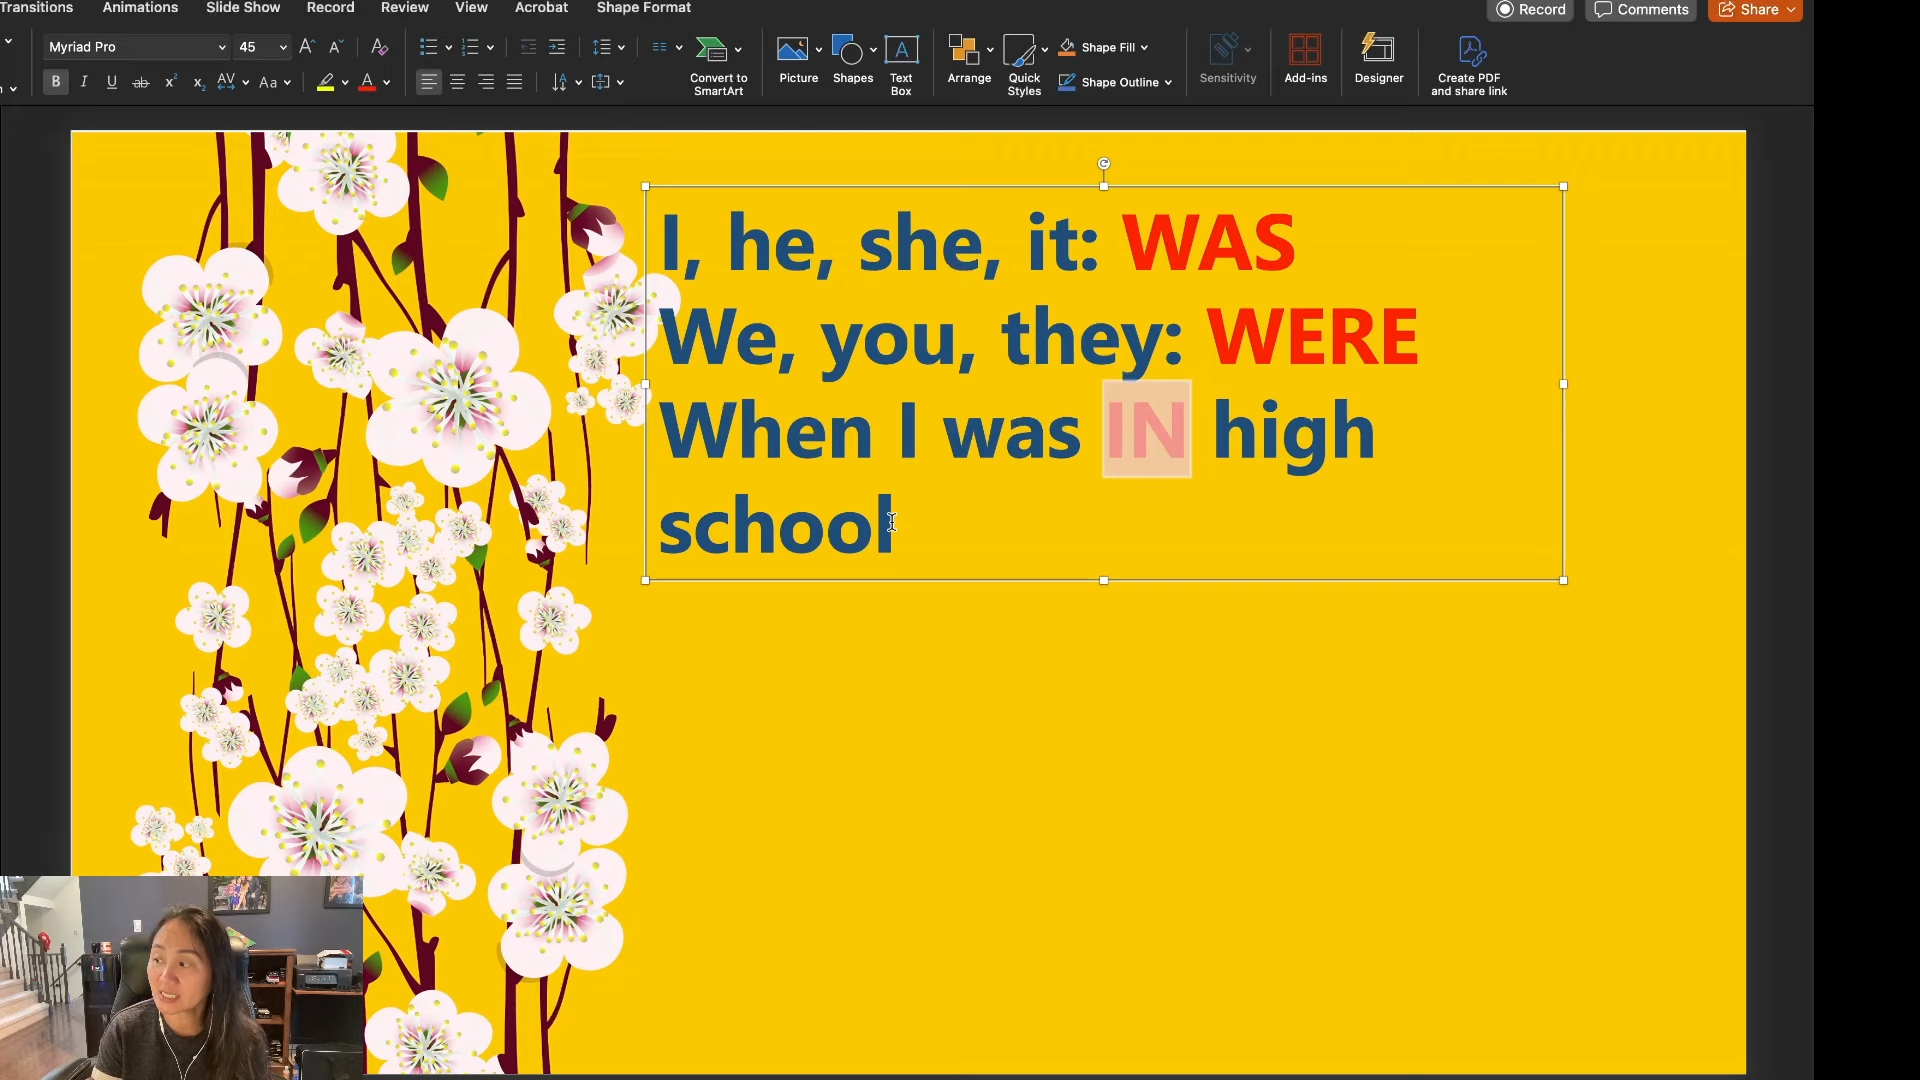 Transitions Animations Slide Show Record Review View Acrobat Shape Format Record Comments Share
Myriad Pro 45
Convert to SmartArt
Picture
Shapes
Text Box
Arrange
Quick Styles
Shape Fill
Shape Outline
Sensitivity
Add-ins
Designer
Create PDF and share link
I, he, she, it: WAS
We, you, they: WERE
When I was IN high
school